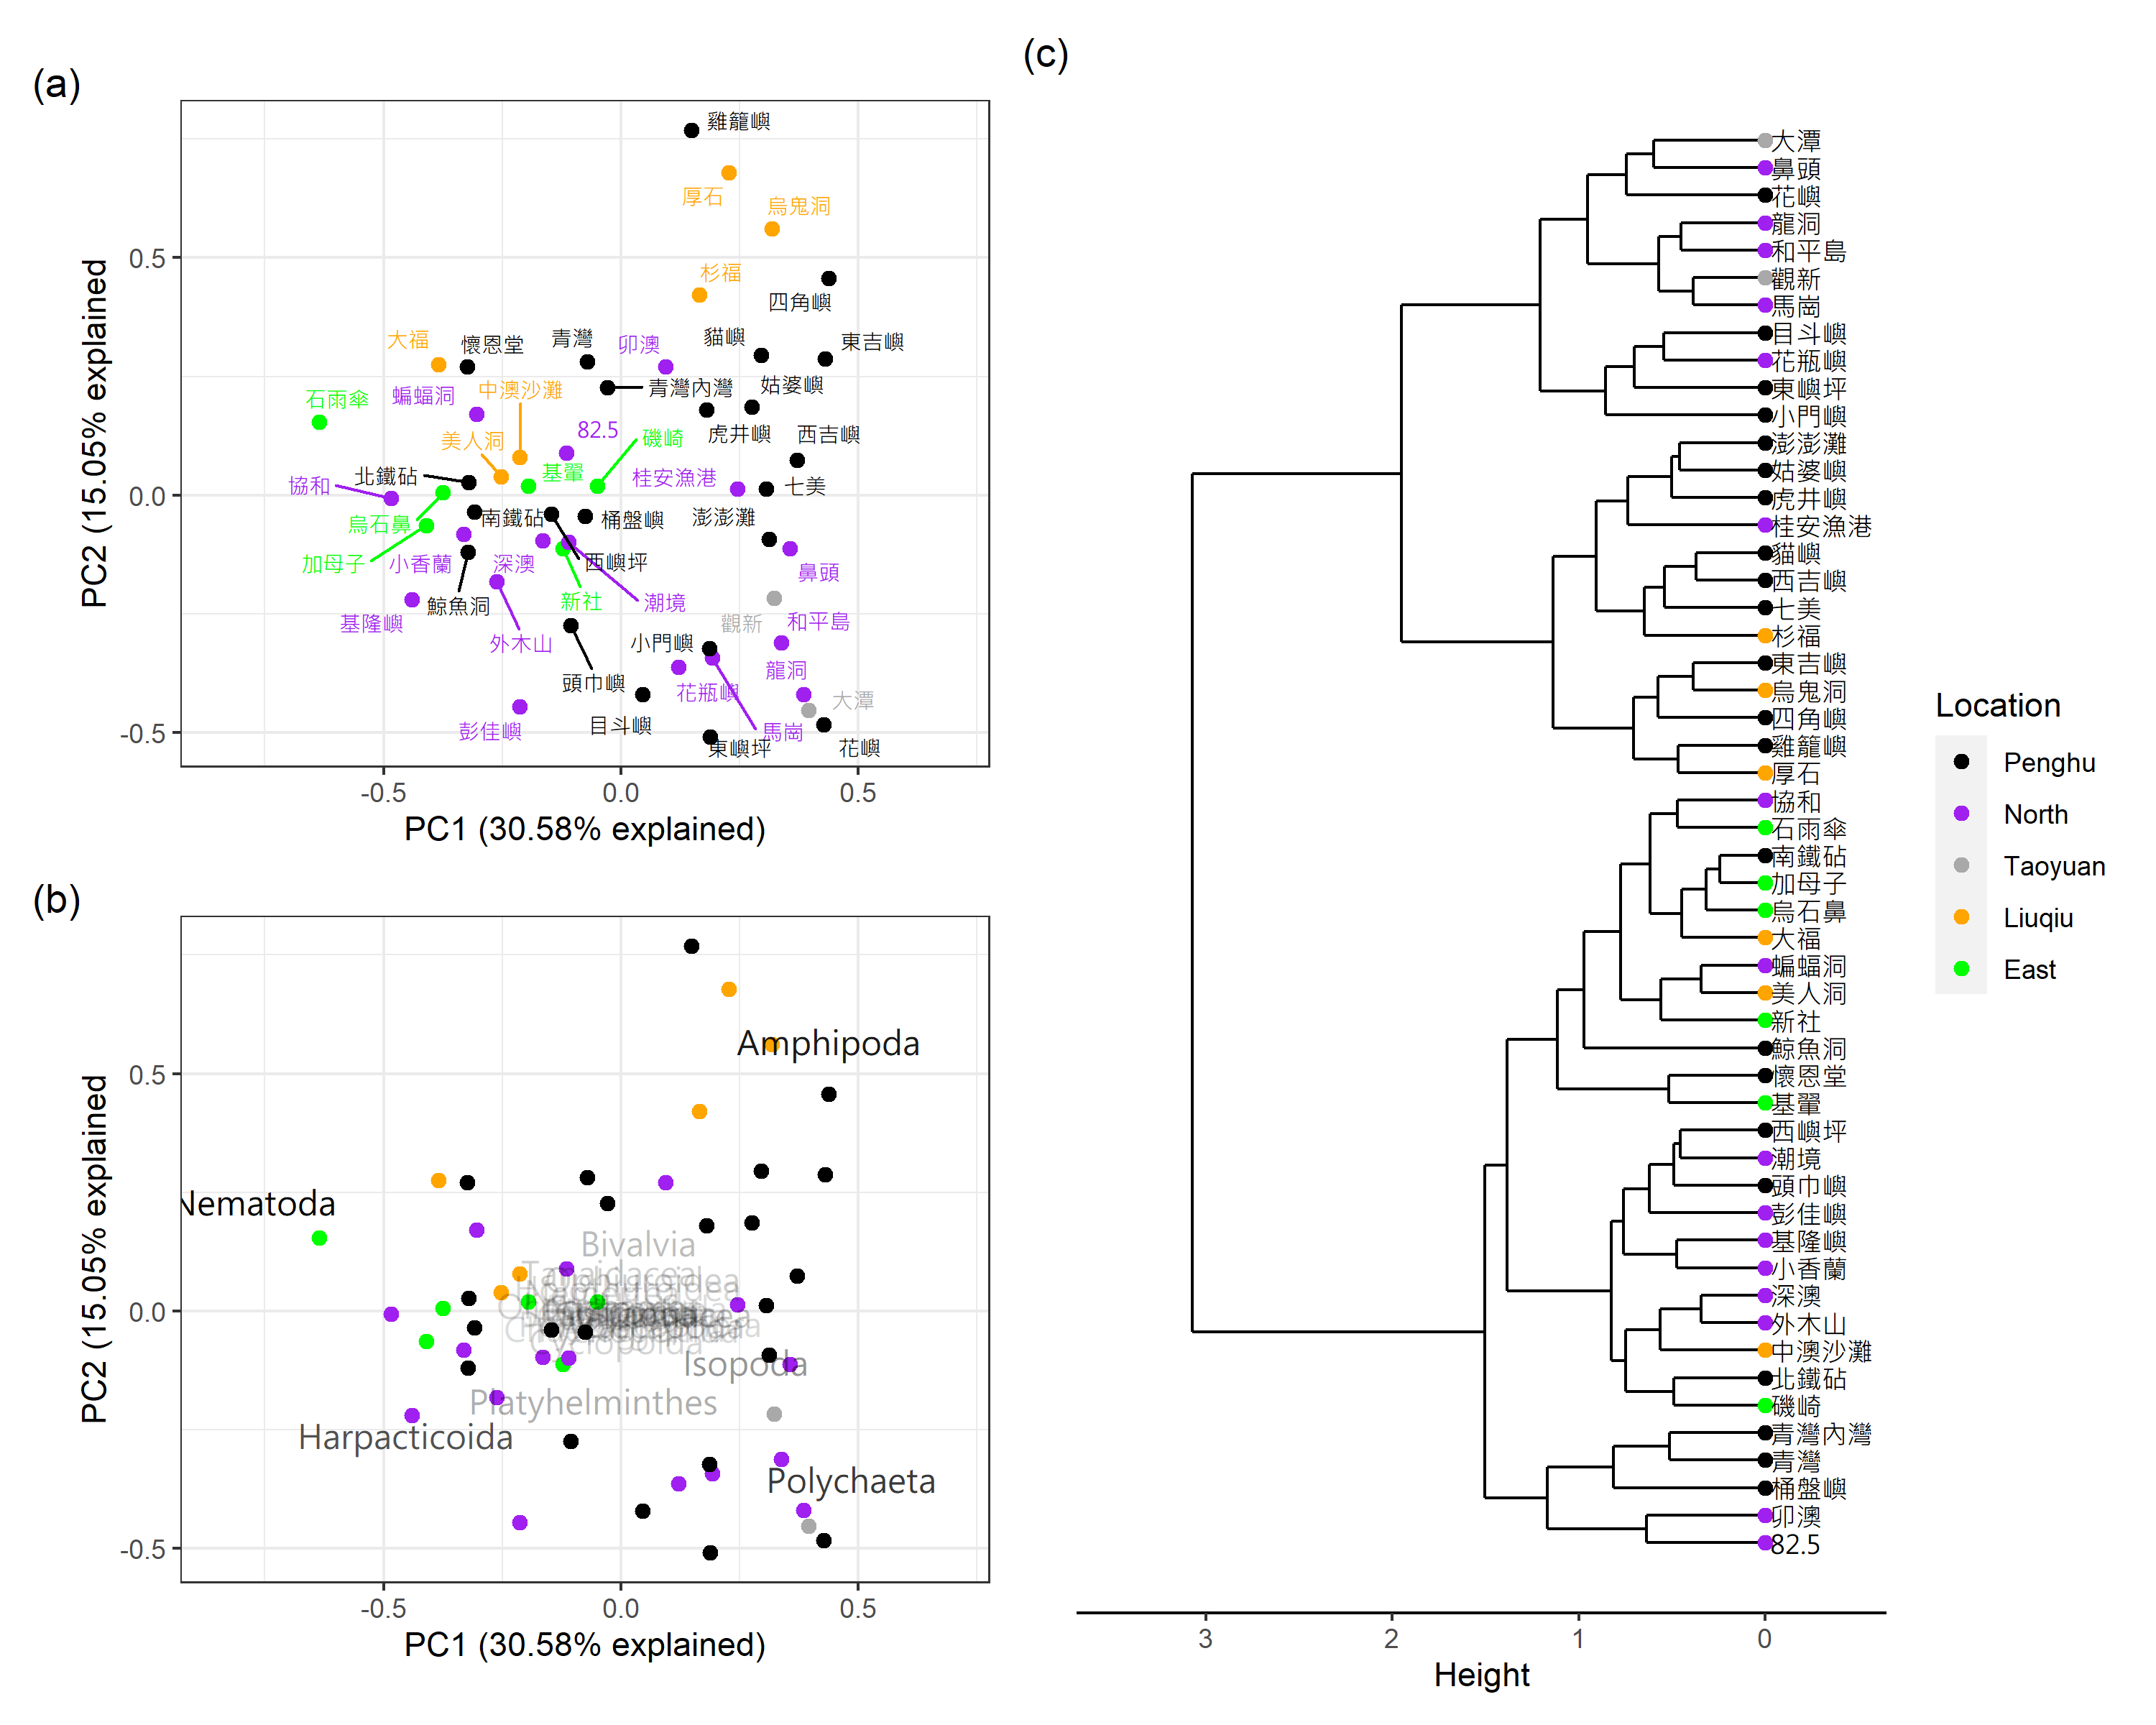 (a)
雞籠嶼
厚石
烏鬼洞
杉福
四角嶼
大福
懷恩堂
青灣
卯澳
貓嶼
東吉嶼
石雨傘
蝙蝠洞
中澳沙灘
青灣內灣
姑婆嶼
美人洞
82.5
磯崎
虎井嶼
西吉嶼
協和
北鐵砧
基翬
桂安漁港
七美
烏石鼻
南鐵砧
桶盤嶼
澎澎灘
加母子
小香蘭
深澳
西嶼坪
鼻頭
基隆嶼
鯨魚洞
新社
潮境
觀新
和平島
外木山
小門嶼
龍洞
頭巾嶼
花瓶嶼
大潭
彭佳嶼
目斗嶼
東嶼坪
馬崗
花嶼
0.5
0.0
-0.5
-0.5
0.0
0.5
PC1 (30.58% explained)
PC2 (15.05% explained
(b)
Amphipoda
Nematoda
Bivalvia
Tanaidacea
Cyclopoida
Isopoda
Platyhelminthes
Harpacticoida
Polychaeta
0.5
0.0
-0.5
-0.5
0.0
0.5
PC1 (30.58% explained)
PC2 (15.05% explained
(c)
大潭
鼻頭
花嶼
龍洞
和平島
觀新
馬崗
目斗嶼
花瓶嶼
東嶼坪
小門嶼
澎澎灘
姑婆嶼
虎井嶼
桂安漁港
貓嶼
西吉嶼
七美
杉福
東吉嶼
烏鬼洞
四角嶼
雞籠嶼
厚石
協和
石雨傘
南鐵砧
加母子
烏石鼻
大福
蝙蝠洞
美人洞
新社
鯨魚洞
懷恩堂
基翬
西嶼坪
潮境
頭巾嶼
彭佳嶼
基隆嶼
小香蘭
深澳
外木山
中澳沙灘
北鐵砧
磯崎
青灣內灣
青灣
桶盤嶼
卯澳
82.5
3
2
1
0
Height
Location
Penghu
North
Taoyuan
Liuqiu
East